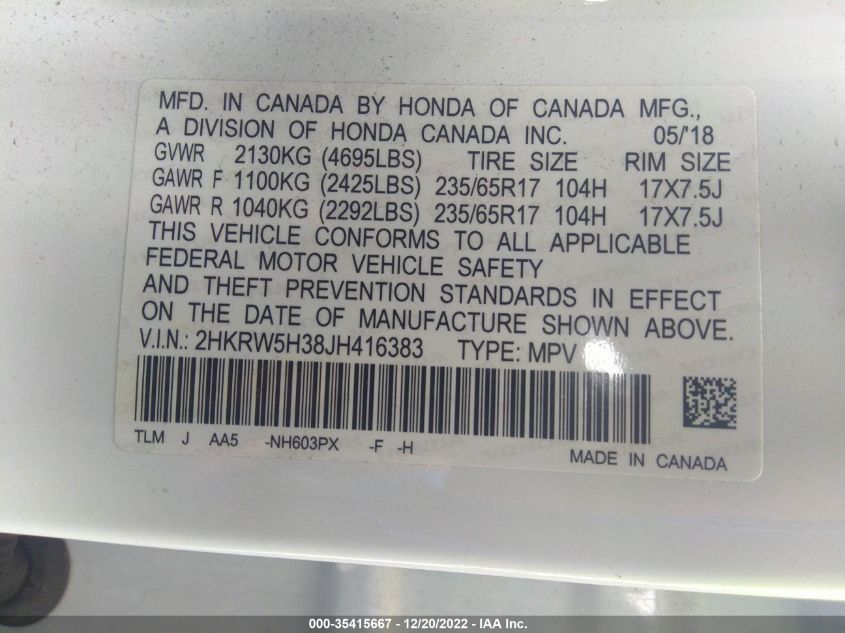 MFD. IN CANADA BY HONDA OF CANADA MFG.,
A DIVISION OF HONDA CANADA INC. 05/'18
GVWR 2130KG (4695LBS) TIRE SIZE RIM SIZE
GAWR F 1100KG (2425LBS) 235/65R17 104H 17X7.5J
GAWR R 1040KG (2292LBS) 235/65R17 104H 17X7.5J
THIS VEHICLE CONFORMS TO ALL APPLICABLE
FEDERAL MOTOR VEHICLE SAFETY
AND THEFT PREVENTION STANDARDS IN EFFECT
ON THE DATE OF MANUFACTURE SHOWN ABOVE.
V.I.N.: 2HKRW5H38JH416383 TYPE: MPV
TLM J AA5 -NH603PX -F -H
MADE IN CANADA
000-35415667 - 12/20/2022 - IAA Inc.